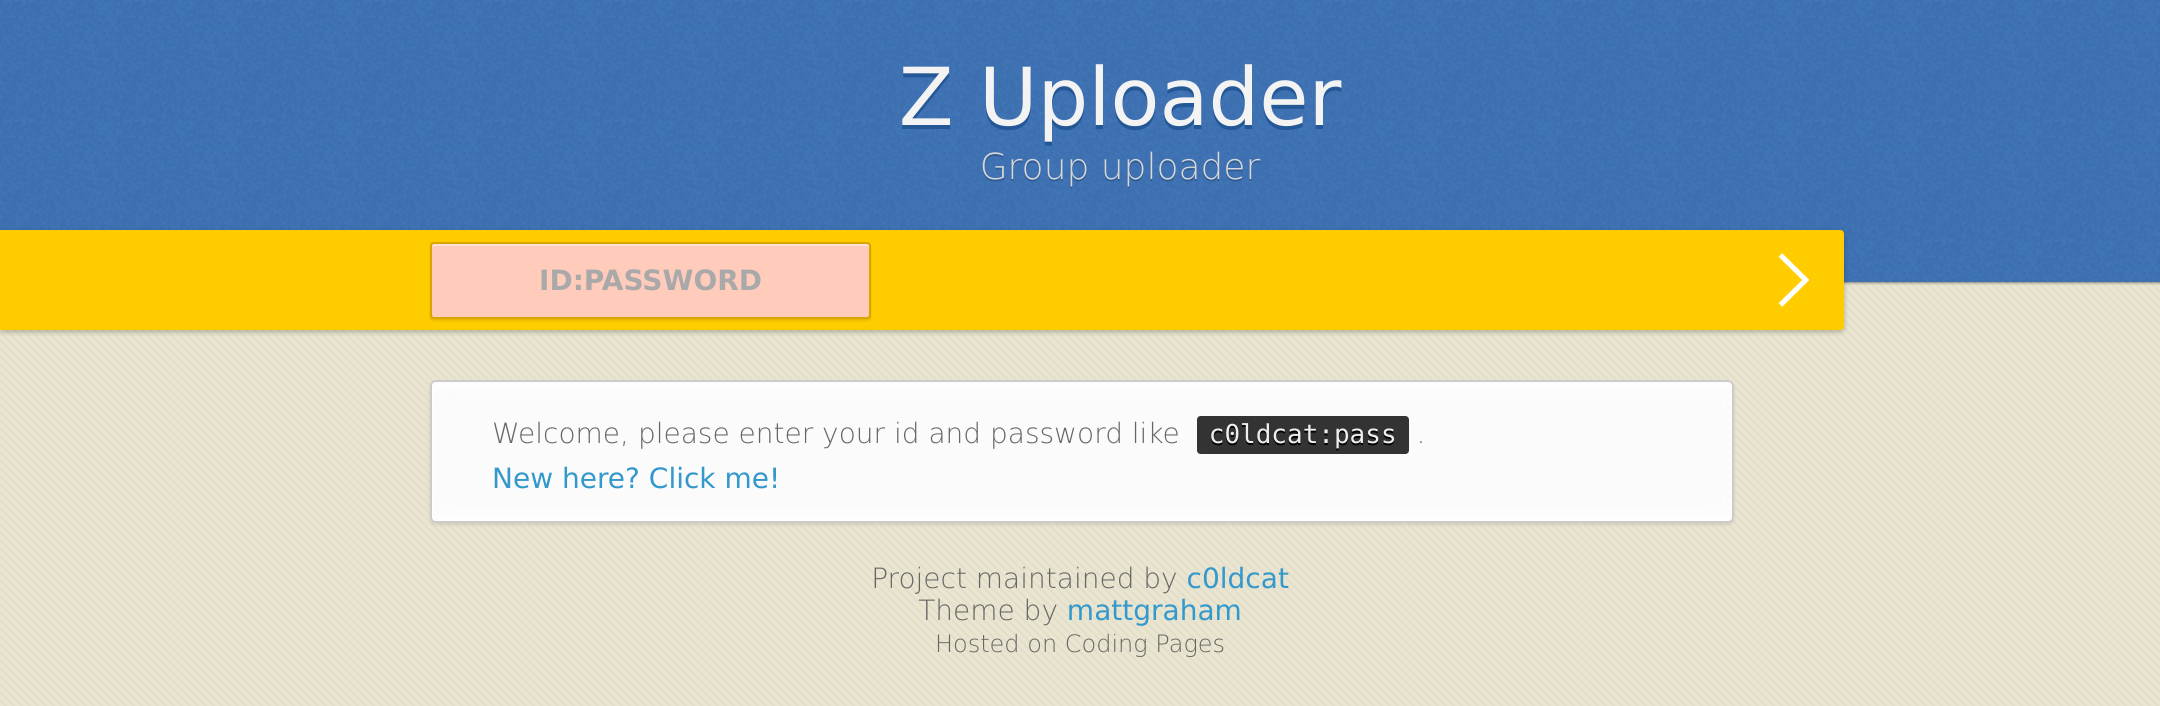 Z Uploader
Group uploader
ID:PASSWORD
Welcome, please enter your id and password like c0ldcat:pass .
New here? Click me!
Project maintained by c0ldcat
Theme by mattgraham
Hosted on Coding Pages